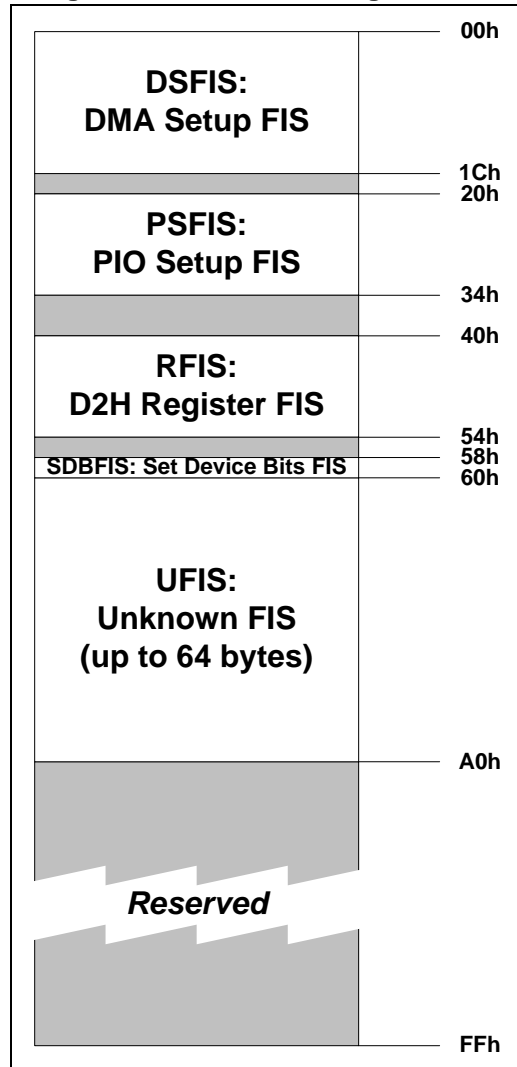 00h
DSFIS:
DMA Setup FIS
1Ch
20h
PSFIS:
PIO Setup FIS
34h
40h
RFIS:
D2H Register FIS
54h
58h
SDBFIS: Set Device Bits FIS
60h
UFIS:
Unknown FIS
(up to 64 bytes)
A0h
Reserved
FFh